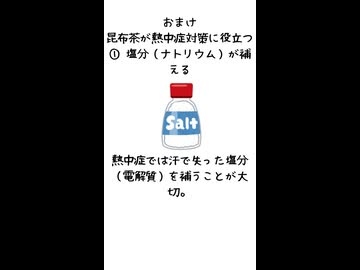 おまけ
昆布茶が熱中症対策に役立つ
① 塩分（ナトリウム）が補
える
Salt
熱中症では汗で失った塩分
（電解質）を補うことが大
切。